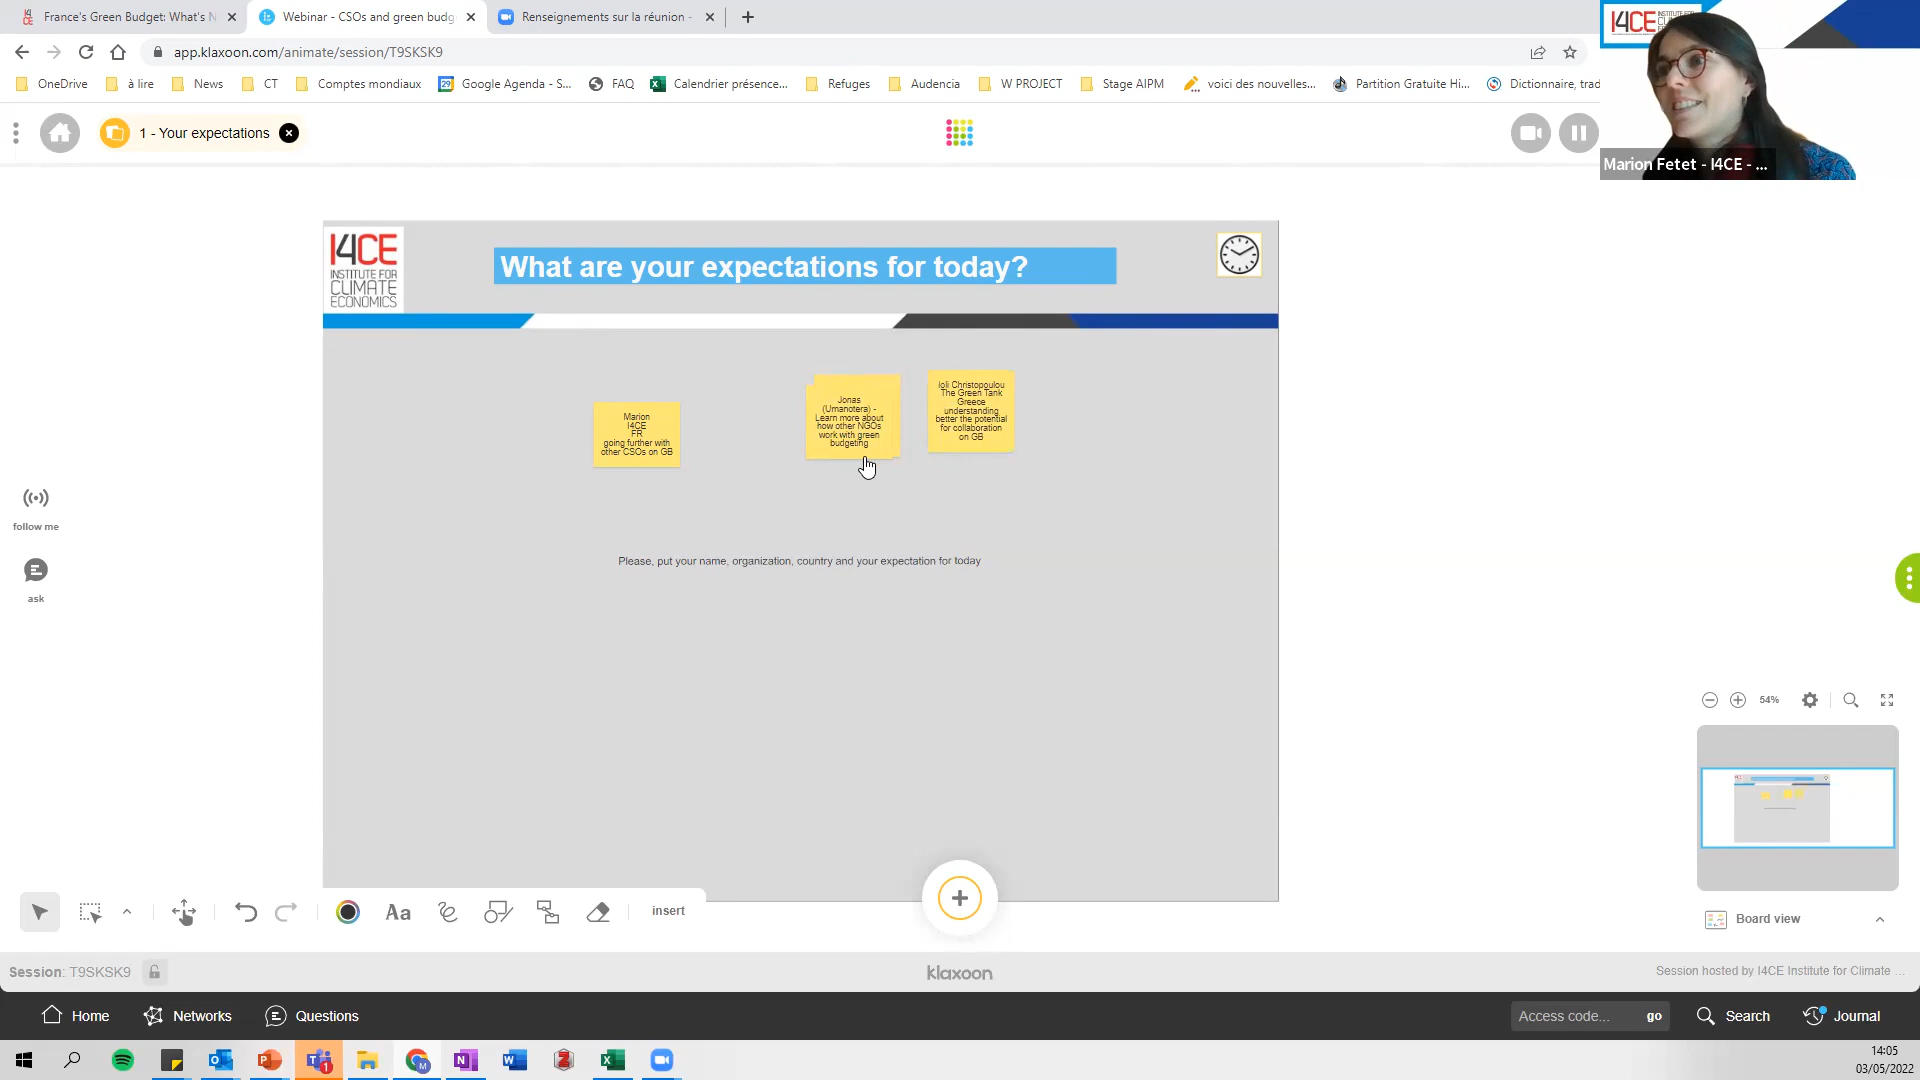 France's Green Budget: What's N
Webinar - CSOs and green budg
Renseignements sur la réunion -
app.klaxoon.com/animate/session/T9SKSK9
OneDrive
à lire
News
CT
Comptes mondiaux
Google Agenda - S...
FAQ
Calendrier présence...
Refuges
Audencia
W PROJECT
Stage AIPM
voici des nouvelles...
Partition Gratuite Hi...
Dictionnaire, trad
I4CE
Marion Fetet - I4CE - ...
1 - Your expectations
I4CE
INSTITUTE FOR
CLIMATE
ECONOMICS
What are your expectations for today?
Marion
I4CE
FR
going further with
other CSOs on GB
Jonas
(Umanotera) -
Learn more about
how other NGOs
work with green
budgeting
Ioli Christopoulou
The Green Tank
Greece
understanding
better the potential
for collaboration
on GB
Please, put your name, organization, country and your expectation for today
follow me
ask
54%
Board view
Aa
insert
Session: T9SKSK9
klaxoon
Session hosted by I4CE Institute for Climate ...
Home
Networks
Questions
Access code...
go
Search
Journal
14:05
03/05/2022